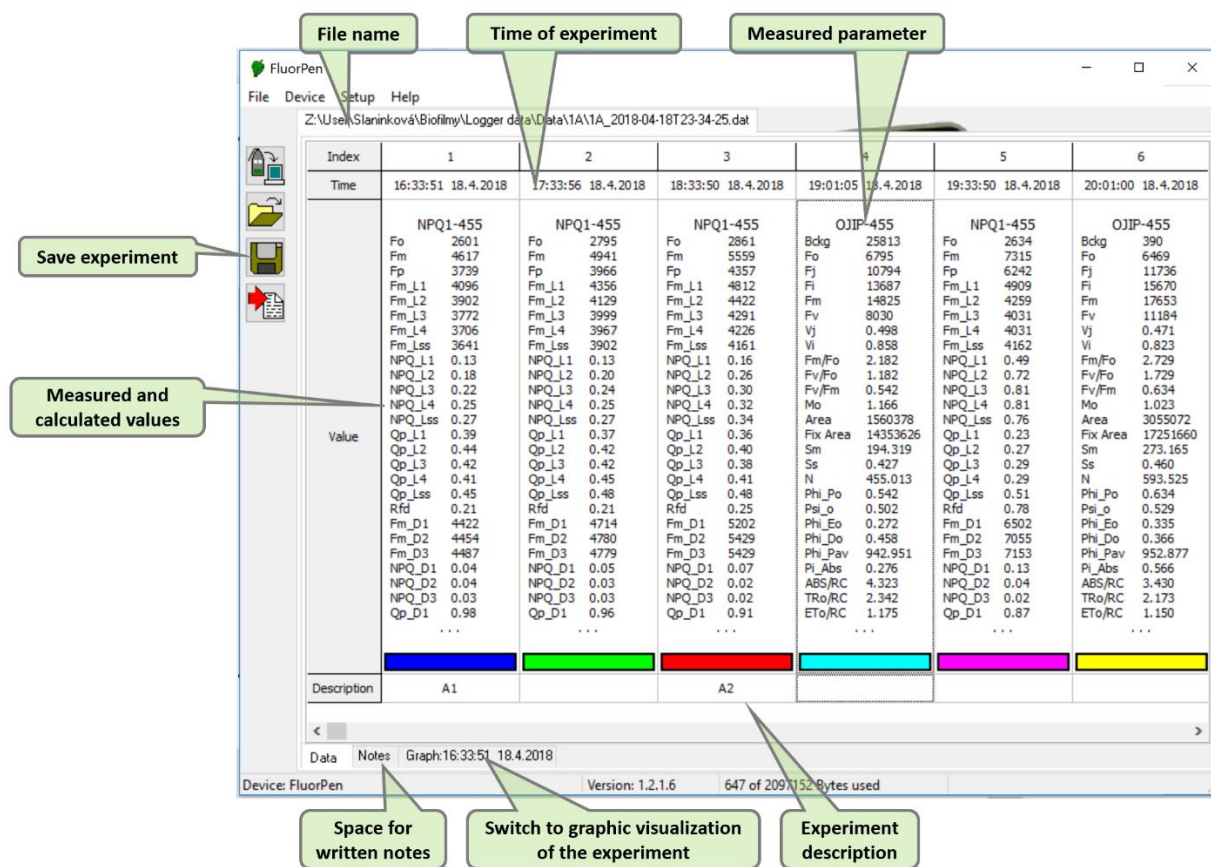 File name
Time of experiment
Measured parameter
FluorPen
File Device Setup Help
Z:\User\Slaninková\Biofilmy\Logger data\Data\1A\1A_2018-04-18T23-34-25.dat
Index 1 2 3 4 5 6
Time 16:33:51 18.4.2018 17:33:56 18.4.2018 18:33:50 18.4.2018 19:01:05 18.4.2018 19:33:50 18.4.2018 20:01:00 18.4.2018
NPQ1-455 NPQ1-455 NPQ1-455 OJIP-455 NPQ1-455 OJIP-455
Fo 2601 Fo 2795 Fo 2861 Bckg 25813 Fo 2634 Bckg 390
Fm 4617 Fm 4941 Fm 5559 Fo 6795 Fm 7315 Fo 6469
Fp 3739 Fp 3966 Fp 4357 Fj 10794 Fp 6242 Fj 11736
Fm_L1 4096 Fm_L1 4356 Fm_L1 4812 Fi 13687 Fm_L1 4909 Fi 15670
Fm_L2 3902 Fm_L2 4129 Fm_L2 4422 Fm 14825 Fm_L2 4259 Fm 17653
Fm_L3 3772 Fm_L3 3999 Fm_L3 4291 Fv 8030 Fm_L3 4031 Fv 11184
Fm_L4 3706 Fm_L4 3967 Fm_L4 4226 Vj 0.498 Fm_L4 4031 Vj 0.471
Fm_Lss 3641 Fm_Lss 3902 Fm_Lss 4161 Vi 0.858 Fm_Lss 4162 Vi 0.823
NPQ_L1 0.13 NPQ_L1 0.13 NPQ_L1 0.16 Fm/Fo 2.182 NPQ_L1 0.49 Fm/Fo 2.729
NPQ_L2 0.18 NPQ_L2 0.20 NPQ_L2 0.26 Fv/Fo 1.182 NPQ_L2 0.72 Fv/Fo 1.729
NPQ_L3 0.22 NPQ_L3 0.24 NPQ_L3 0.30 Fv/Fm 0.542 NPQ_L3 0.81 Fv/Fm 0.634
NPQ_L4 0.25 NPQ_L4 0.25 NPQ_L4 0.32 Mo 1.166 NPQ_L4 0.81 Mo 1.023
NPQ_Lss 0.27 NPQ_Lss 0.27 NPQ_Lss 0.34 Area 1560378 NPQ_Lss 0.76 Area 3055072
Value
Qp_L1 0.39 Qp_L1 0.37 Qp_L1 0.36 Fix Area 14353626 Qp_L1 0.23 Fix Area 17251660
Qp_L2 0.44 Qp_L2 0.42 Qp_L2 0.40 Sm 194.319 Qp_L2 0.27 Sm 273.165
Qp_L3 0.42 Qp_L3 0.42 Qp_L3 0.38 Ss 0.427 Qp_L3 0.29 Ss 0.460
Qp_L4 0.41 Qp_L4 0.45 Qp_L4 0.41 N 455.013 Qp_L4 0.29 N 593.525
Qp_Lss 0.45 Qp_Lss 0.48 Qp_Lss 0.48 Phi_Po 0.542 Qp_Lss 0.51 Phi_Po 0.634
Rfd 0.21 Rfd 0.21 Rfd 0.25 Psi_o 0.502 Rfd 0.78 Psi_o 0.529
Fm_D1 4422 Fm_D1 4714 Fm_D1 5202 Phi_Eo 0.272 Fm_D1 6502 Phi_Eo 0.335
Fm_D2 4454 Fm_D2 4780 Fm_D2 5429 Phi_Do 0.458 Fm_D2 7055 Phi_Do 0.366
Fm_D3 4487 Fm_D3 4779 Fm_D3 5429 Phi_Pav 942.951 Fm_D3 7153 Phi_Pav 952.877
NPQ_D1 0.04 NPQ_D1 0.05 NPQ_D1 0.07 Pi_Abs 0.276 NPQ_D1 0.13 Pi_Abs 0.566
NPQ_D2 0.04 NPQ_D2 0.03 NPQ_D2 0.02 ABS/RC 4.323 NPQ_D2 0.04 ABS/RC 3.430
NPQ_D3 0.03 NPQ_D3 0.03 NPQ_D3 0.02 TRo/RC 2.342 NPQ_D3 0.02 TRo/RC 2.173
Qp_D1 0.98 Qp_D1 0.96 Qp_D1 0.91 ETo/RC 1.175 Qp_D1 0.87 ETo/RC 1.150
... ... ... ... ... ...
Description A1 A2
Data Notes Graph:16:33:51 18.4.2018
Device: FluorPen Version: 1.2.1.6 647 of 2097152 Bytes used
Save experiment
Measured and
calculated values
Space for
written notes
Switch to graphic visualization
of the experiment
Experiment
description